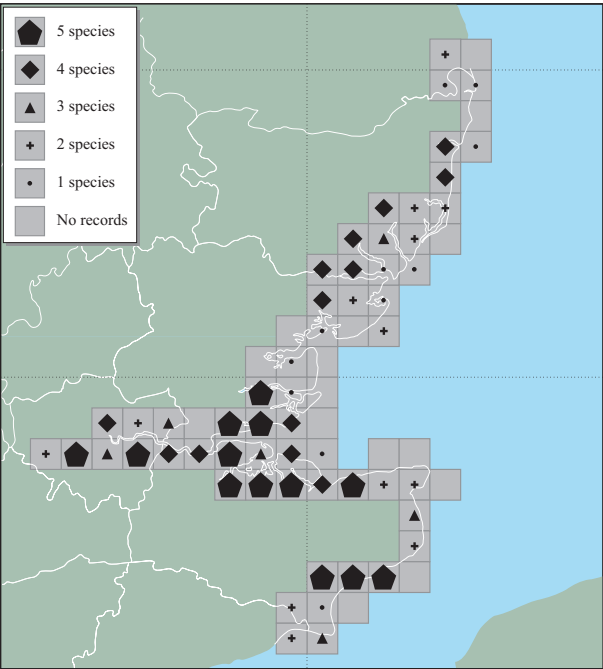 5 species
4 species
3 species
2 species
1 species
No records